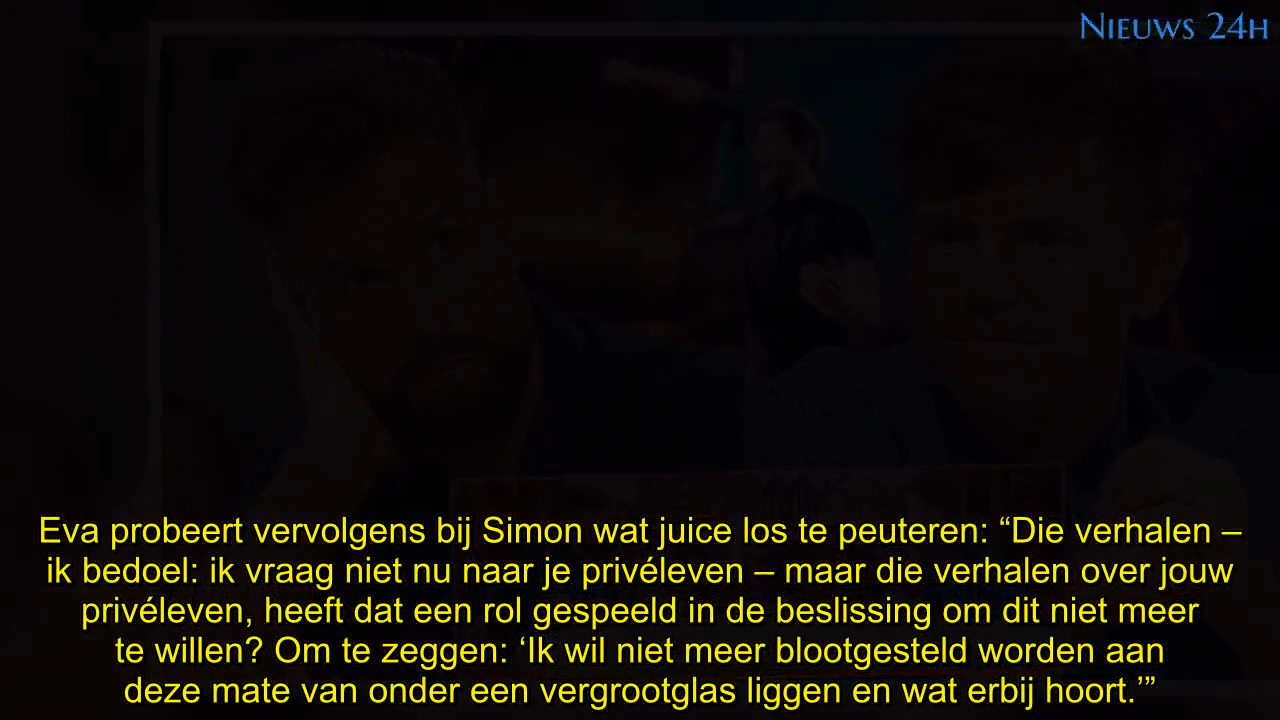 Nieuws 24h
Eva probeert vervolgens bij Simon wat juice los te peuteren: “Die verhalen –
ik bedoel: ik vraag niet nu naar je privéleven – maar die verhalen over jouw
privéleven, heeft dat een rol gespeeld in de beslissing om dit niet meer
te willen? Om te zeggen: ‘Ik wil niet meer blootgesteld worden aan
deze mate van onder een vergrootglas liggen en wat erbij hoort.’”